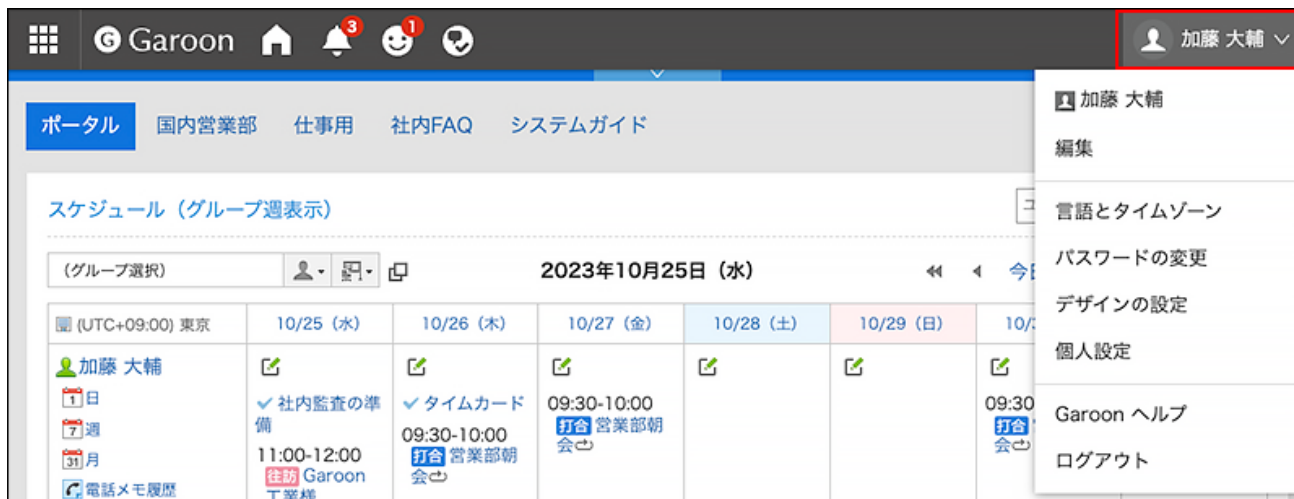 Garoon
3
1
加藤 大輔
加藤 大輔
編集
言語とタイムゾーン
パスワードの変更
デザインの設定
個人設定
Garoon ヘルプ
ログアウト
ポータル 国内営業部 仕事用 社内FAQ システムガイド
スケジュール（グループ週表示）
(グループ選択)
2023年10月25日（水）
(UTC+09:00) 東京 10/25（水） 10/26（木） 10/27（金） 10/28（土） 10/29（日）
加藤 大輔
1 日
7 週
31 月
電話メモ履歴
社内監査の準
備
11:00-12:00
往訪 Garoon
工業様
タイムカード
09:30-10:00
打合 営業部朝
会
09:30-10:00
打合 営業部朝
会
09:30
打合
会